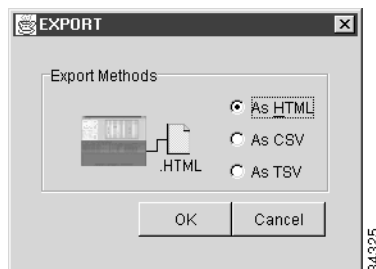 EXPORT
Export Methods
As HTML
As CSV
.HTML
As TSV
OK
Cancel
34325